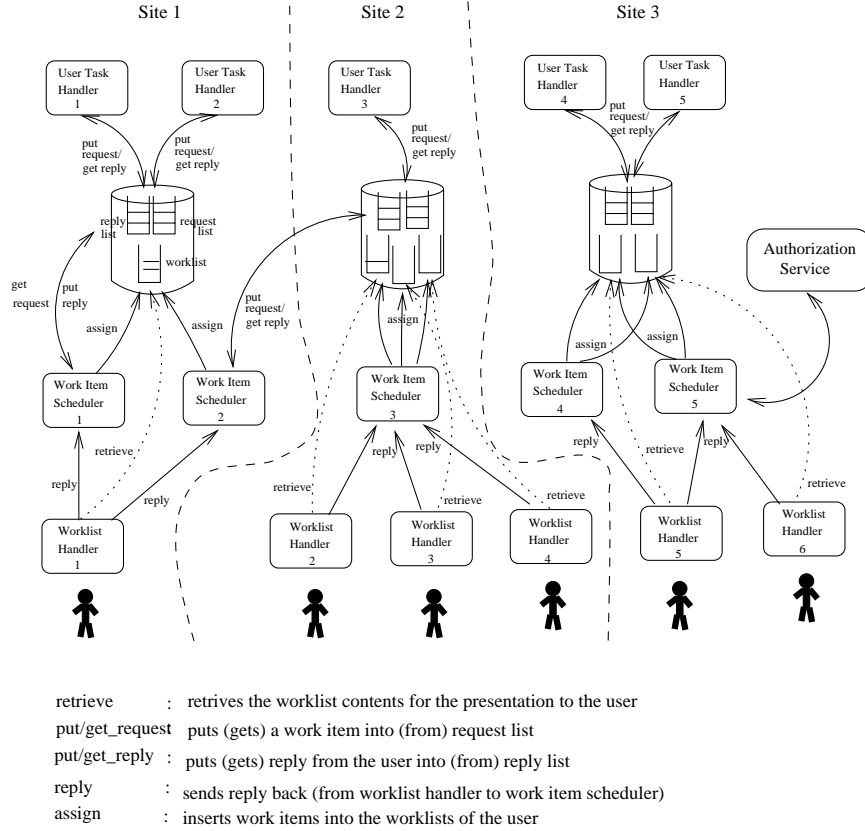 Site 1
Site 2
Site 3
User Task
Handler
1
User Task
Handler
2
User Task
Handler
3
User Task
Handler
4
User Task
Handler
5
put
request/
get reply
put
request/
get reply
put
request/
get reply
put
request/
get reply
reply
list
request
list
worklist
get
request
put
reply
assign
assign
put
request/
get reply
assign
assign
Authorization
Service
Work Item
Scheduler
1
Work Item
Scheduler
2
Work Item
Scheduler
3
Work Item
Scheduler
4
Work Item
Scheduler
5
reply
retrieve
reply
retrieve
reply
reply
retrieve
retrieve
reply
retrieve
reply
retrieve
Worklist
Handler
1
Worklist
Handler
2
Worklist
Handler
3
Worklist
Handler
4
Worklist
Handler
5
Worklist
Handler
6
retrieve : retrives the worklist contents for the presentation to the user
put/get_request: puts (gets) a work item into (from) request list
put/get_reply : puts (gets) reply from the user into (from) reply list
reply : sends reply back (from worklist handler to work item scheduler)
assign : inserts work items into the worklists of the user